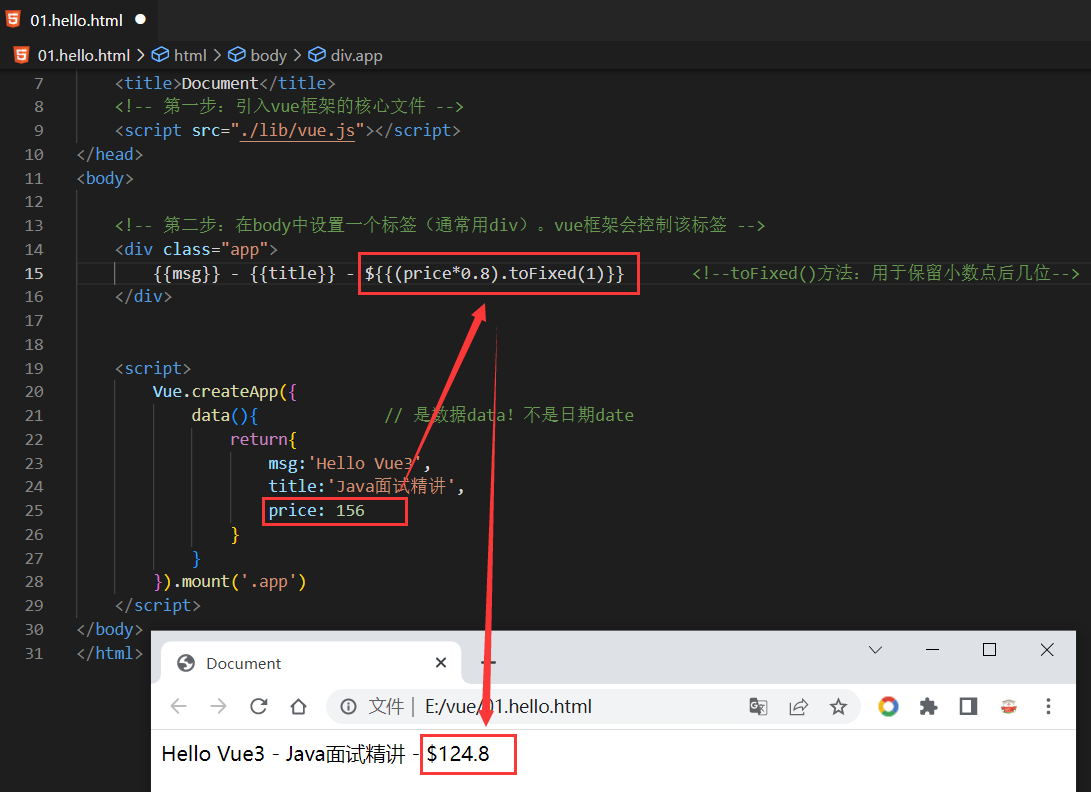 01.hello.html
01.hello.html > html > body > div.app
7 <title>Document</title>
8 <!-- 第一步：引入vue框架的核心文件 -->
9 <script src="./lib/vue.js"></script>
10 </head>
11 <body>
12
13 <!-- 第二步：在body中设置一个标签（通常用div）。vue框架会控制该标签 -->
14 <div class="app">
15 {{msg}} - {{title}} - ${{(price*0.8).toFixed(1)}} <!--toFixed()方法：用于保留小数点后几位-->
16 </div>
17
18
19 <script>
20 Vue.createApp({
21 data(){ // 是数据data！不是日期date
22 return{
23 msg:'Hello Vue3',
24 title:'Java面试精讲',
25 price: 156
26 }
27 }
28 }).mount('.app')
29 </script>
30 </body>
31 </html>
Document
文件 | E:/vue/01.hello.html
Hello Vue3 - Java面试精讲 - $124.8